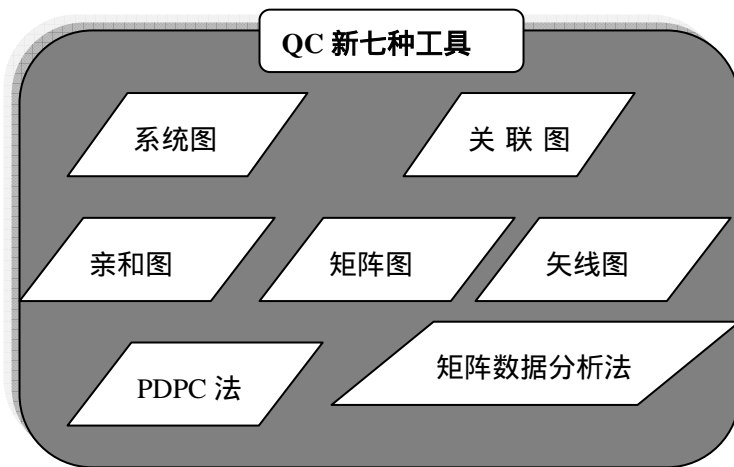 QC 新七种工具
系统图
关 联 图
亲和图
矩阵图
矢线图
PDPC 法
矩阵数据分析法